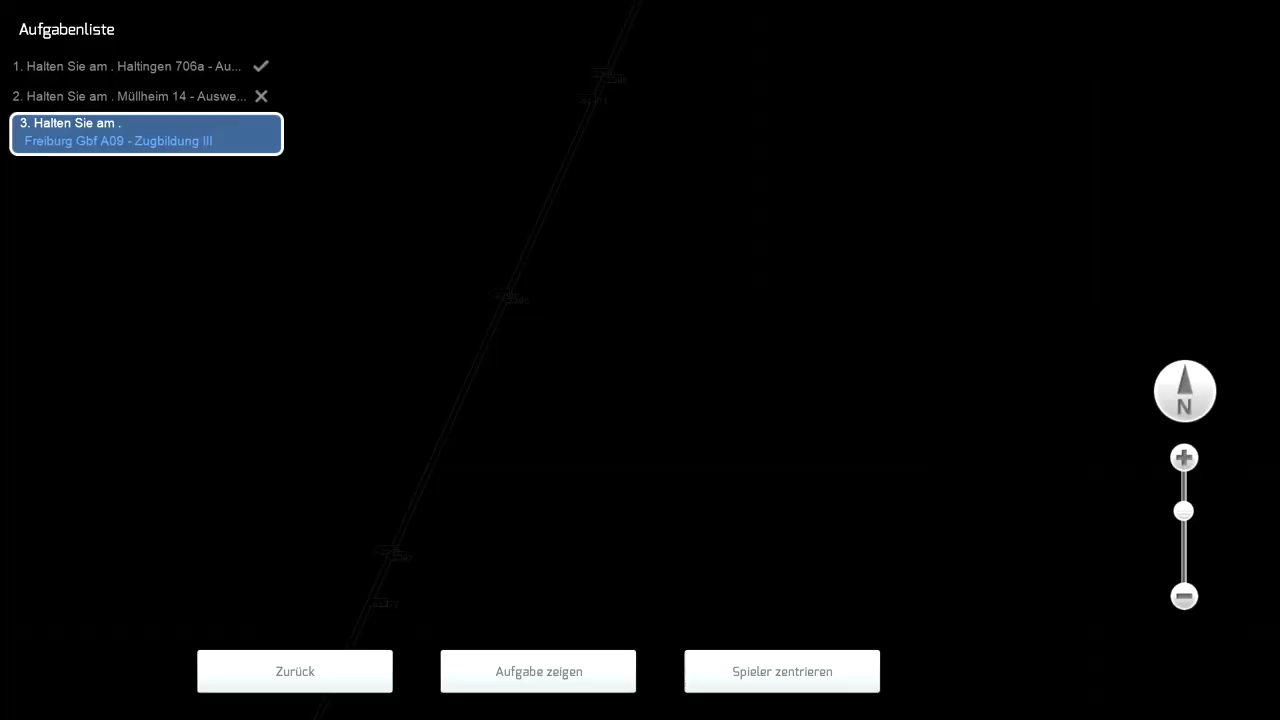 Aufgabenliste
1. Halten Sie am . Haltingen 706a - Au...
2. Halten Sie am . Müllheim 14 - Auswe...
3. Halten Sie am .
Freiburg Gbf A09 - Zugbildung III
N
Zurück
Aufgabe zeigen
Spieler zentrieren